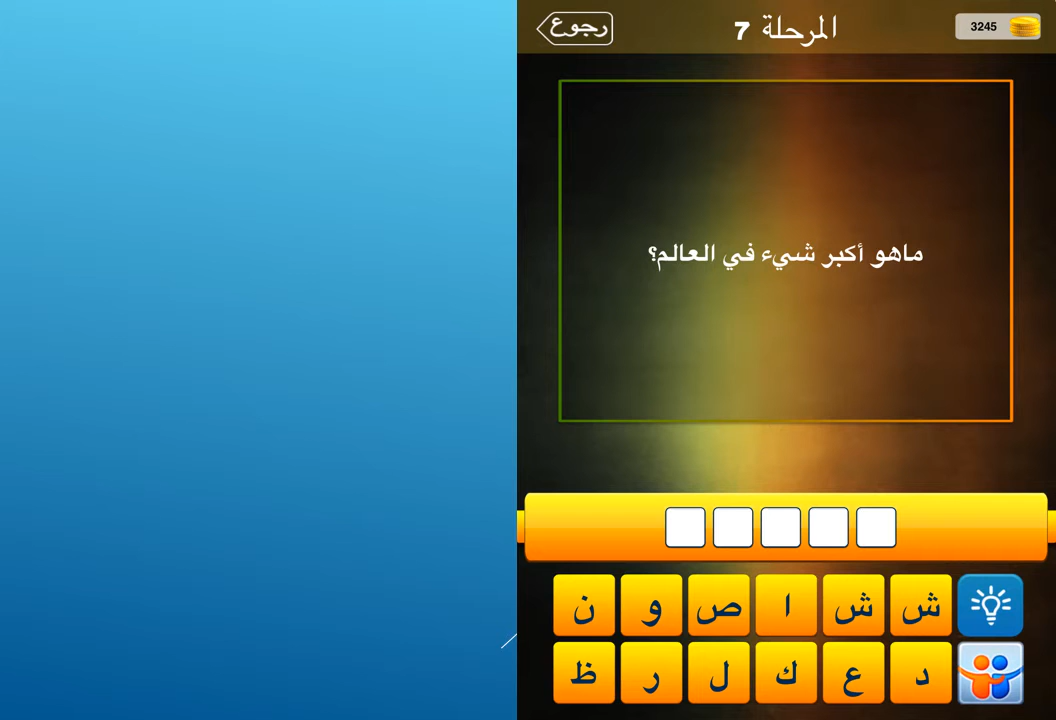 رجوع
المرحلة 7
3245
ماهو أكبر شيء في العالم؟
ش ش ا ص و ن
د ع ك ل ر ظ